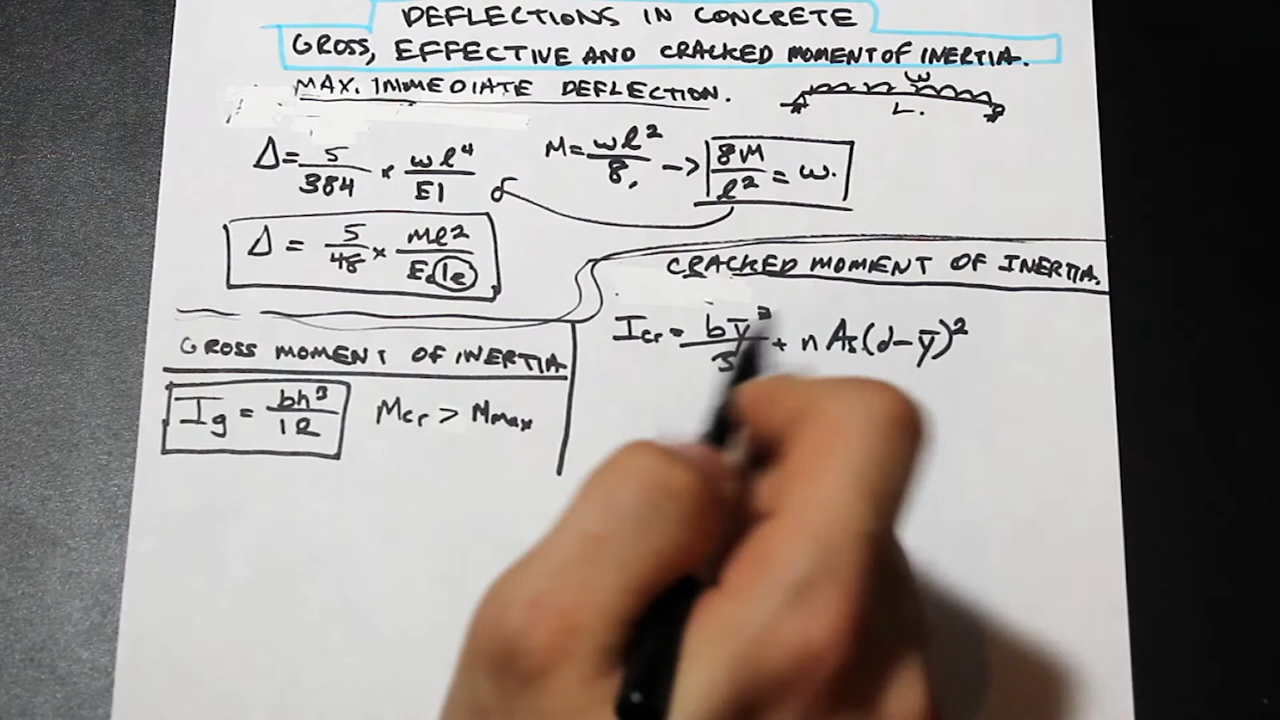 DEFLECTIONS IN CONCRETE
GROSS, EFFECTIVE AND CRACKED MOMENT OF INERTIA.
MAX. IMMEDIATE DEFLECTION.
w
L.
Δ = 5/384 × wl⁴/EI
M = wl²/8, → 8M/l² = w.
Δ = 5/48 × Ml²/EcIe
CRACKED MOMENT OF INERTIA.
Icr = bȳ³/3 + nAs(d-ȳ)²
GROSS MOMENT OF INERTIA
Ig = bh³/12
Mcr > Mmax